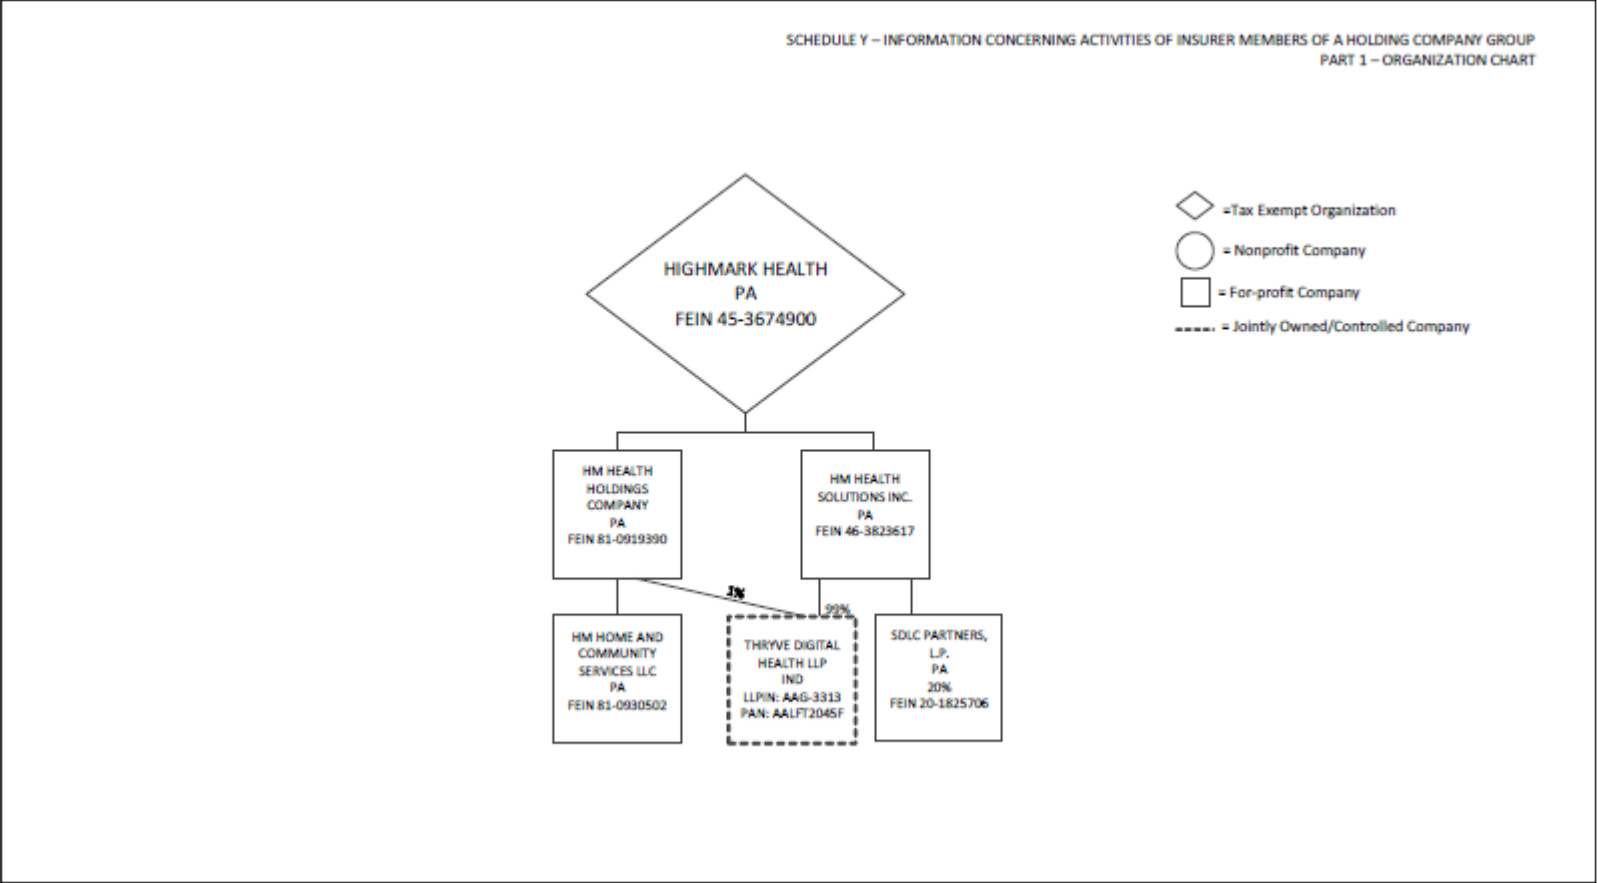 SCHEDULE Y – INFORMATION CONCERNING ACTIVITIES OF INSURER MEMBERS OF A HOLDING COMPANY GROUP
PART 1 – ORGANIZATION CHART
=Tax Exempt Organization
= Nonprofit Company
= For-profit Company
= Jointly Owned/Controlled Company
HIGHMARK HEALTH
PA
FEIN 45-3674900
HM HEALTH
HOLDINGS
COMPANY
PA
FEIN 81-0919390
HM HEALTH
SOLUTIONS INC.
PA
FEIN 46-3823617
1%
99%
HM HOME AND
COMMUNITY
SERVICES LLC
PA
FEIN 81-0930502
THRYVE DIGITAL
HEALTH LLP
IND
LLPIN: AAG-3313
PAN: AALFT2045F
SDLC PARTNERS,
L.P.
PA
20%
FEIN 20-1825706